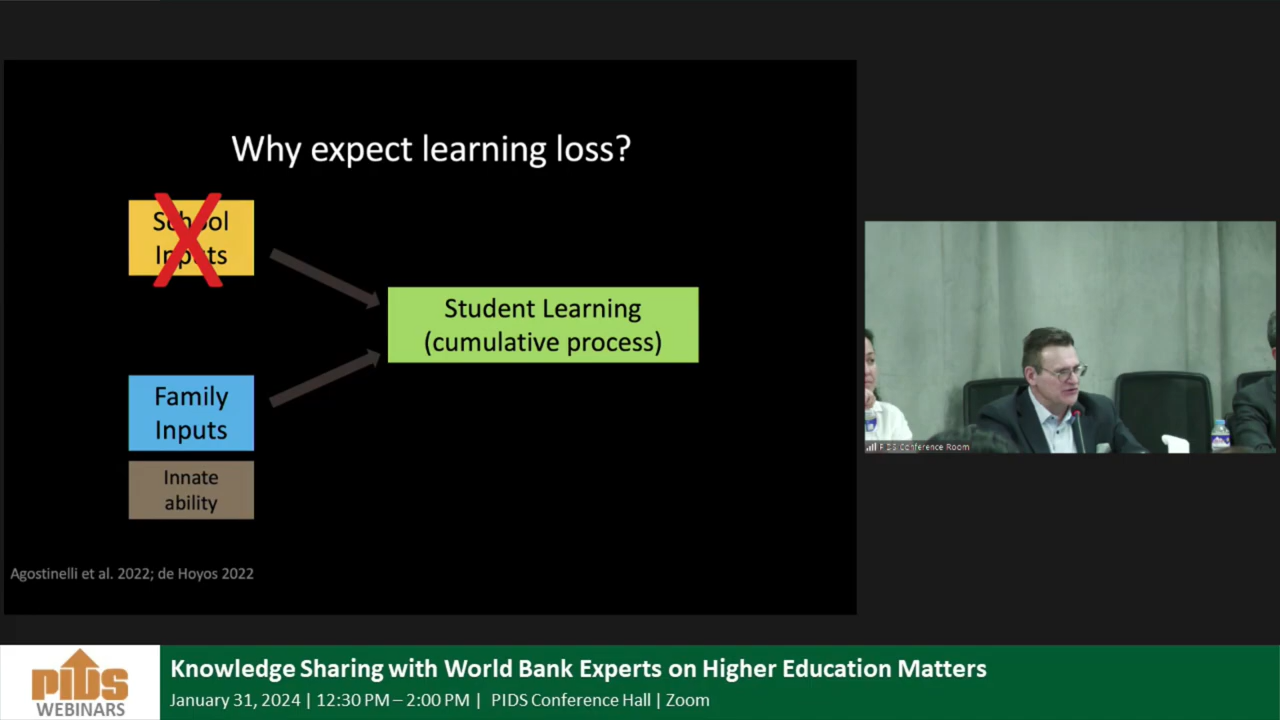 Why expect learning loss?
School
Inputs
Student Learning
(cumulative process)
Family
Inputs
Innate
ability
Agostinelli et al. 2022; de Hoyos 2022
PIDS Conference Room
PIDS
WEBINARS
Knowledge Sharing with World Bank Experts on Higher Education Matters
January 31, 2024 | 12:30 PM – 2:00 PM | PIDS Conference Hall | Zoom